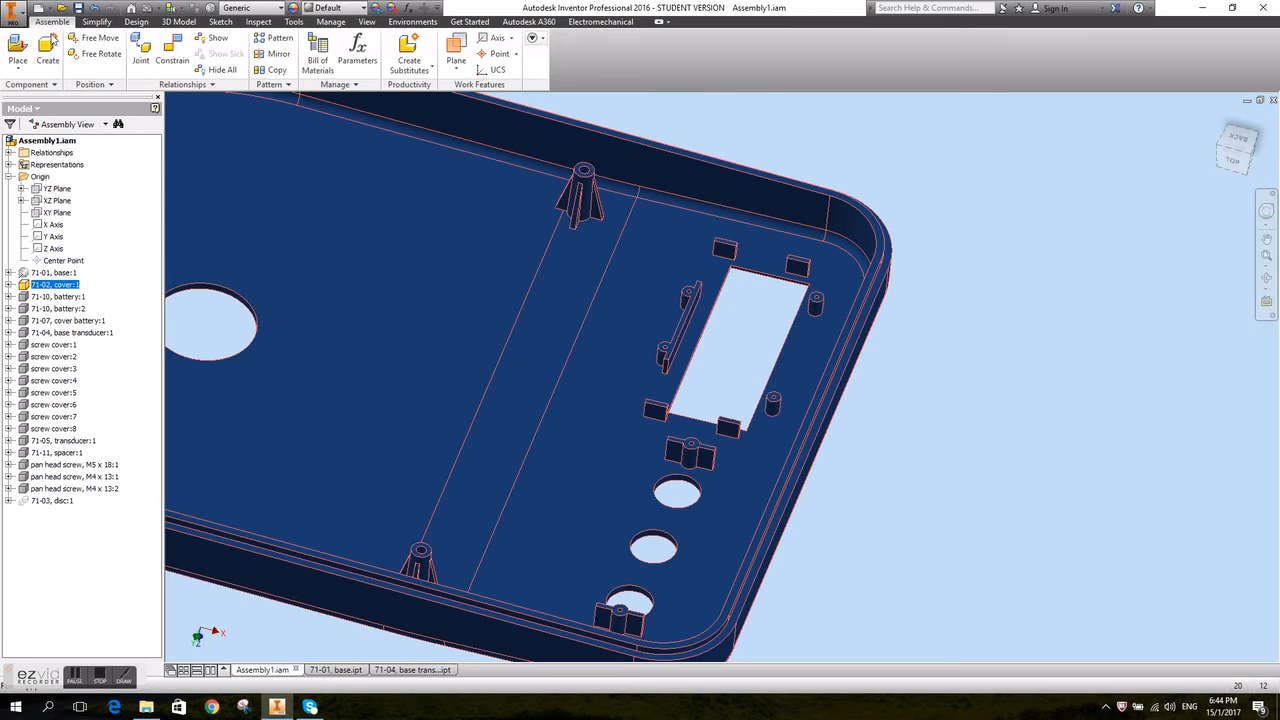 Generic Default Autodesk Inventor Professional 2016 - STUDENT VERSION Assembly1.iam Search Help & Commands... Sign In
PRO Assemble Simplify Design 3D Model Sketch Inspect Tools Manage View Environments Get Started Autodesk A360 Electromechanical
Free Move Show Pattern Axis
Free Rotate Show Sick Mirror Point
Place Create Joint Constrain Hide All Copy Bill of Materials Parameters Create Substitutes Plane UCS
Component Position Relationships Pattern Manage Productivity Work Features
Model
Assembly View
Assembly1.iam
Relationships
Representations
Origin
YZ Plane
XZ Plane
XY Plane
X Axis
Y Axis
Z Axis
Center Point
71-01, base:1
71-02, cover:1
71-10, battery:1
71-10, battery:2
71-07, cover battery:1
71-04, base transducer:1
screw cover:1
screw cover:2
screw cover:3
screw cover:4
screw cover:5
screw cover:6
screw cover:7
screw cover:8
71-05, transducer:1
71-11, spacer:1
pan head screw, M5 x 18:1
pan head screw, M4 x 13:1
pan head screw, M4 x 13:2
71-03, disc:1
BACK
TOP
X
Y
Z
ezvid
RECORDER
PAUSE STOP DRAW
Assembly1.iam 71-01, base.ipt 71-04, base trans...ipt
20 12
6:44 PM
15/1/2017